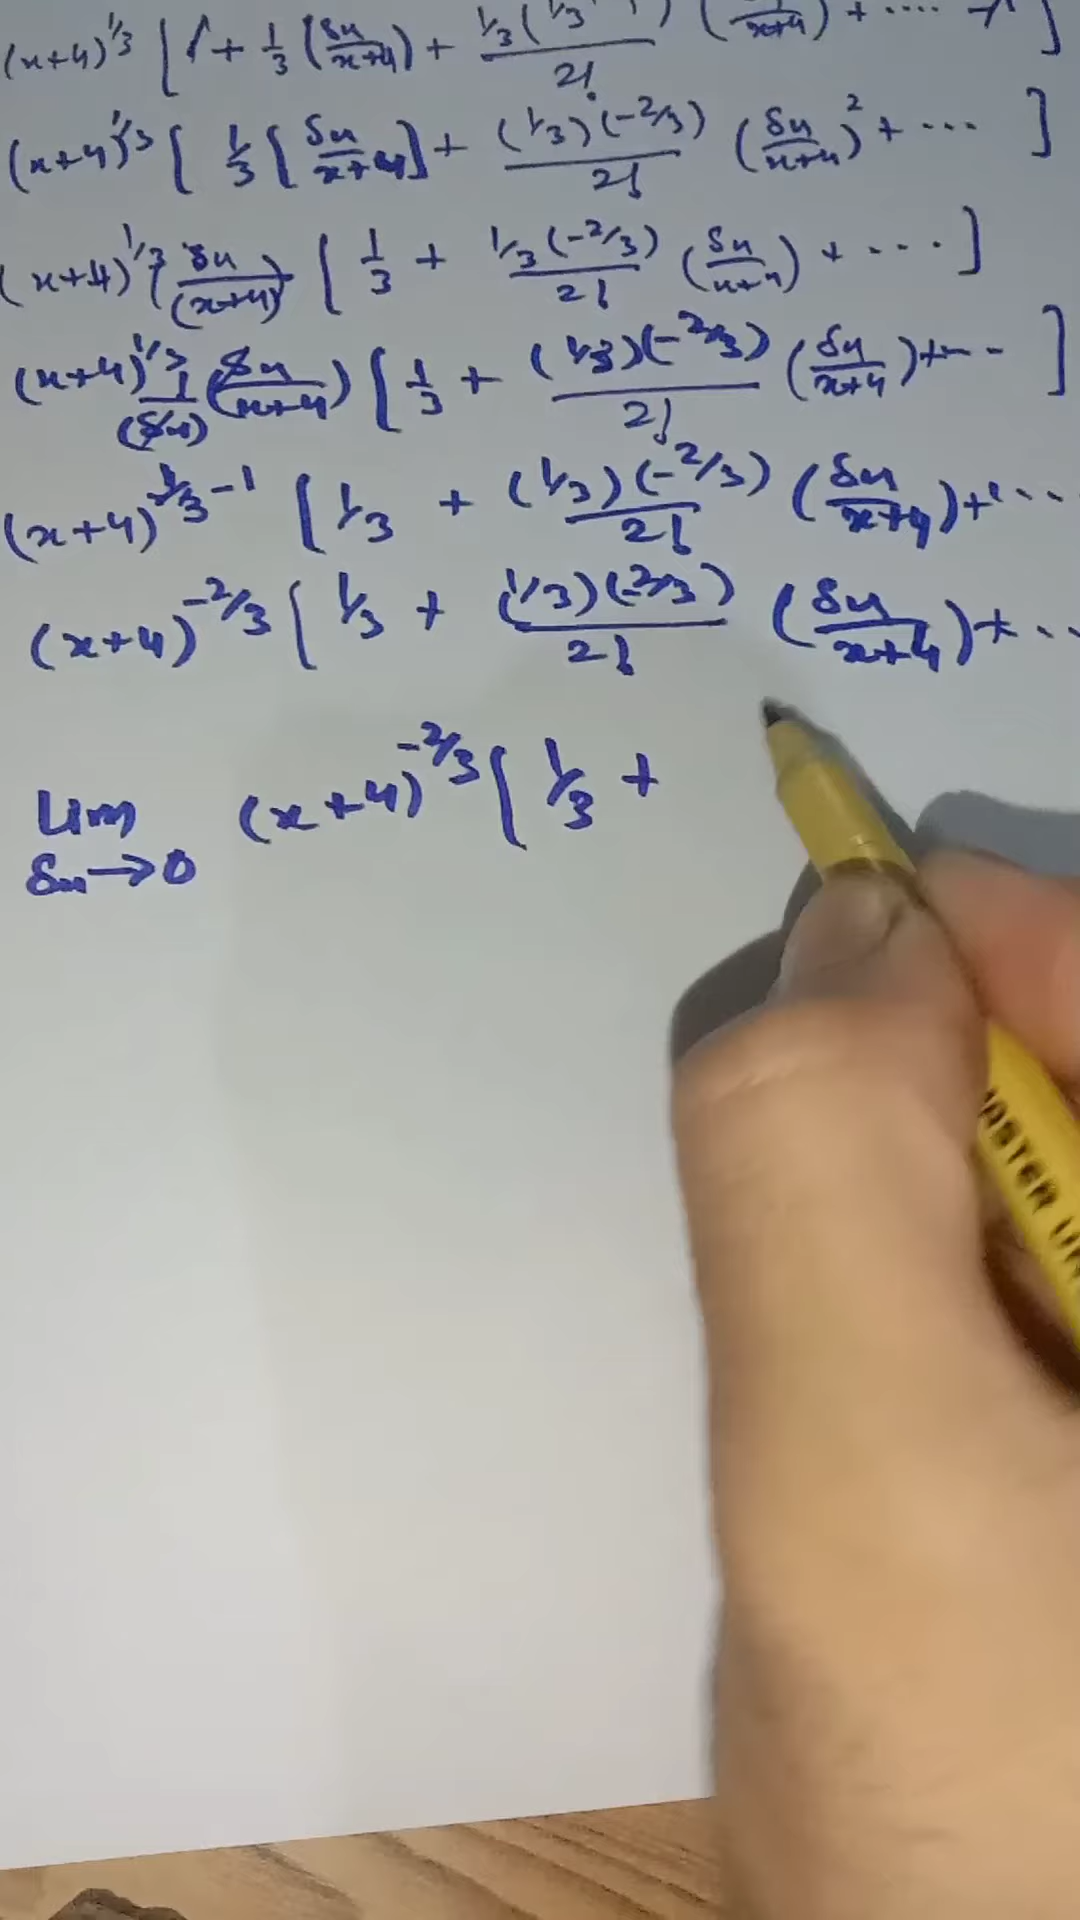 (x+4)^1/3 [1 + 1/3 (δx/x+4) + 1/3(1/3-1)/2! (δx/x+4) + .... -1]
(x+4)^1/3 [ 1/3 [δx/x+4] + (1/3)(-2/3)/2! (δx/x+4)^2 + ... ]
(x+4)^1/3 (δx/(x+4)) [ 1/3 + 1/3(-2/3)/2! (δx/x+4) + .... ]
(x+4)^1/3 1/(δx) (δx/(x+4)) [ 1/3 + (1/3)(-2/3)/2! (δx/x+4) + ... ]
(x+4)^1/3-1 [ 1/3 + (1/3)(-2/3)/2! (δx/x+4) + ...
(x+4)^-2/3 [ 1/3 + (1/3)(-2/3)/2! (δx/x+4) + ..
Lim δx→0 (x+4)^-2/3 [ 1/3 +
MASTER